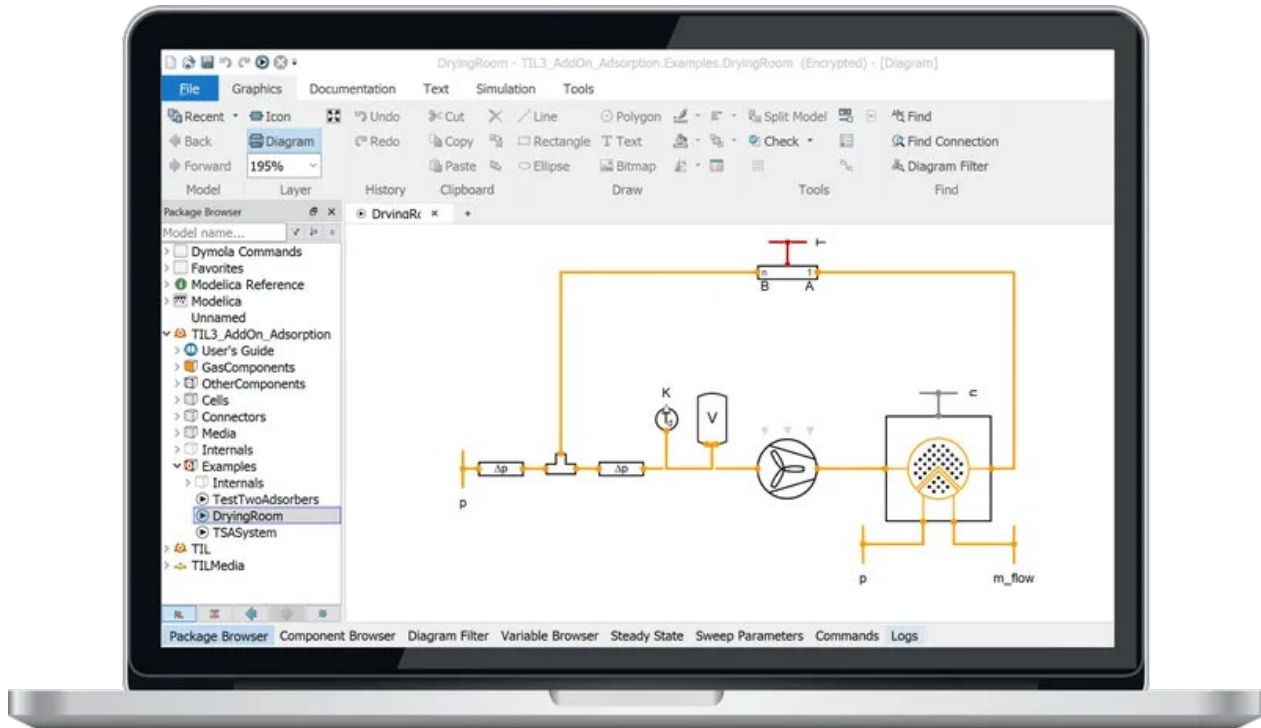 DryingRoom - TIL3_AddOn_Adsorption.Examples.DryingRoom (Encrypted) - [Diagram]
File Graphics Documentation Text Simulation Tools
Recent Icon Undo Cut Line Polygon Split Model Find
Back Diagram Redo Copy Rectangle Text Check Find Connection
Forward 195% Paste Ellipse Bitmap Diagram Filter
Model Layer History Clipboard Draw Tools Find
Package Browser
Model name...
Dymola Commands
Favorites
Modelica Reference
Modelica
Unnamed
TIL3_AddOn_Adsorption
User's Guide
GasComponents
OtherComponents
Cells
Connectors
Media
Internals
Examples
Internals
TestTwoAdsorbers
DryingRoom
TSASystem
TIL
TILMedia
T
n 1
B A
K
V
Δp Δp
p
p
m_flow
Package Browser Component Browser Diagram Filter Variable Browser Steady State Sweep Parameters Commands Logs